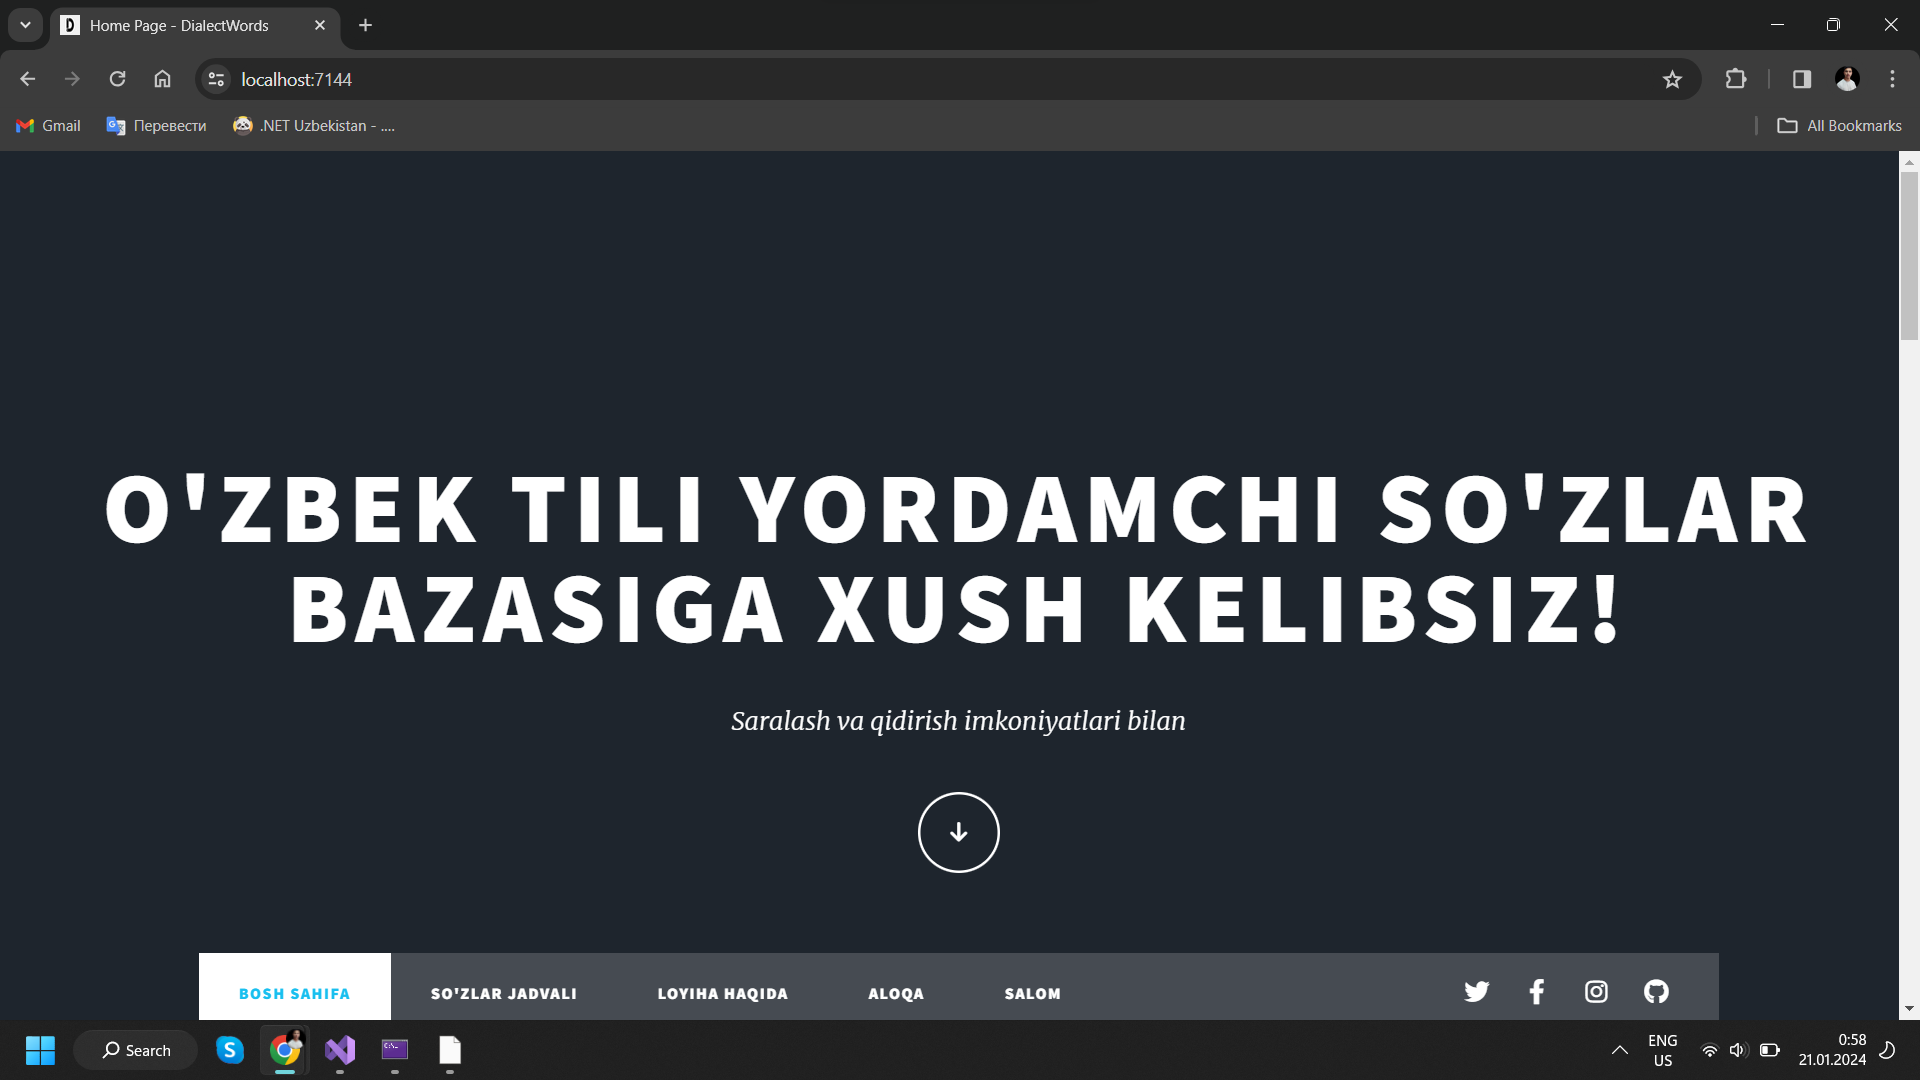 Home Page - DialectWords
localhost:7144
Gmail
Перевести
.NET Uzbekistan - ....
All Bookmarks
O'ZBEK TILI YORDAMCHI SO'ZLAR
BAZASIGA XUSH KELIBSIZ!
Saralash va qidirish imkoniyatlari bilan
BOSH SAHIFA
SO'ZLAR JADVALI
LOYIHA HAQIDA
ALOQA
SALOM
Search
ENG
US
0:58
21.01.2024